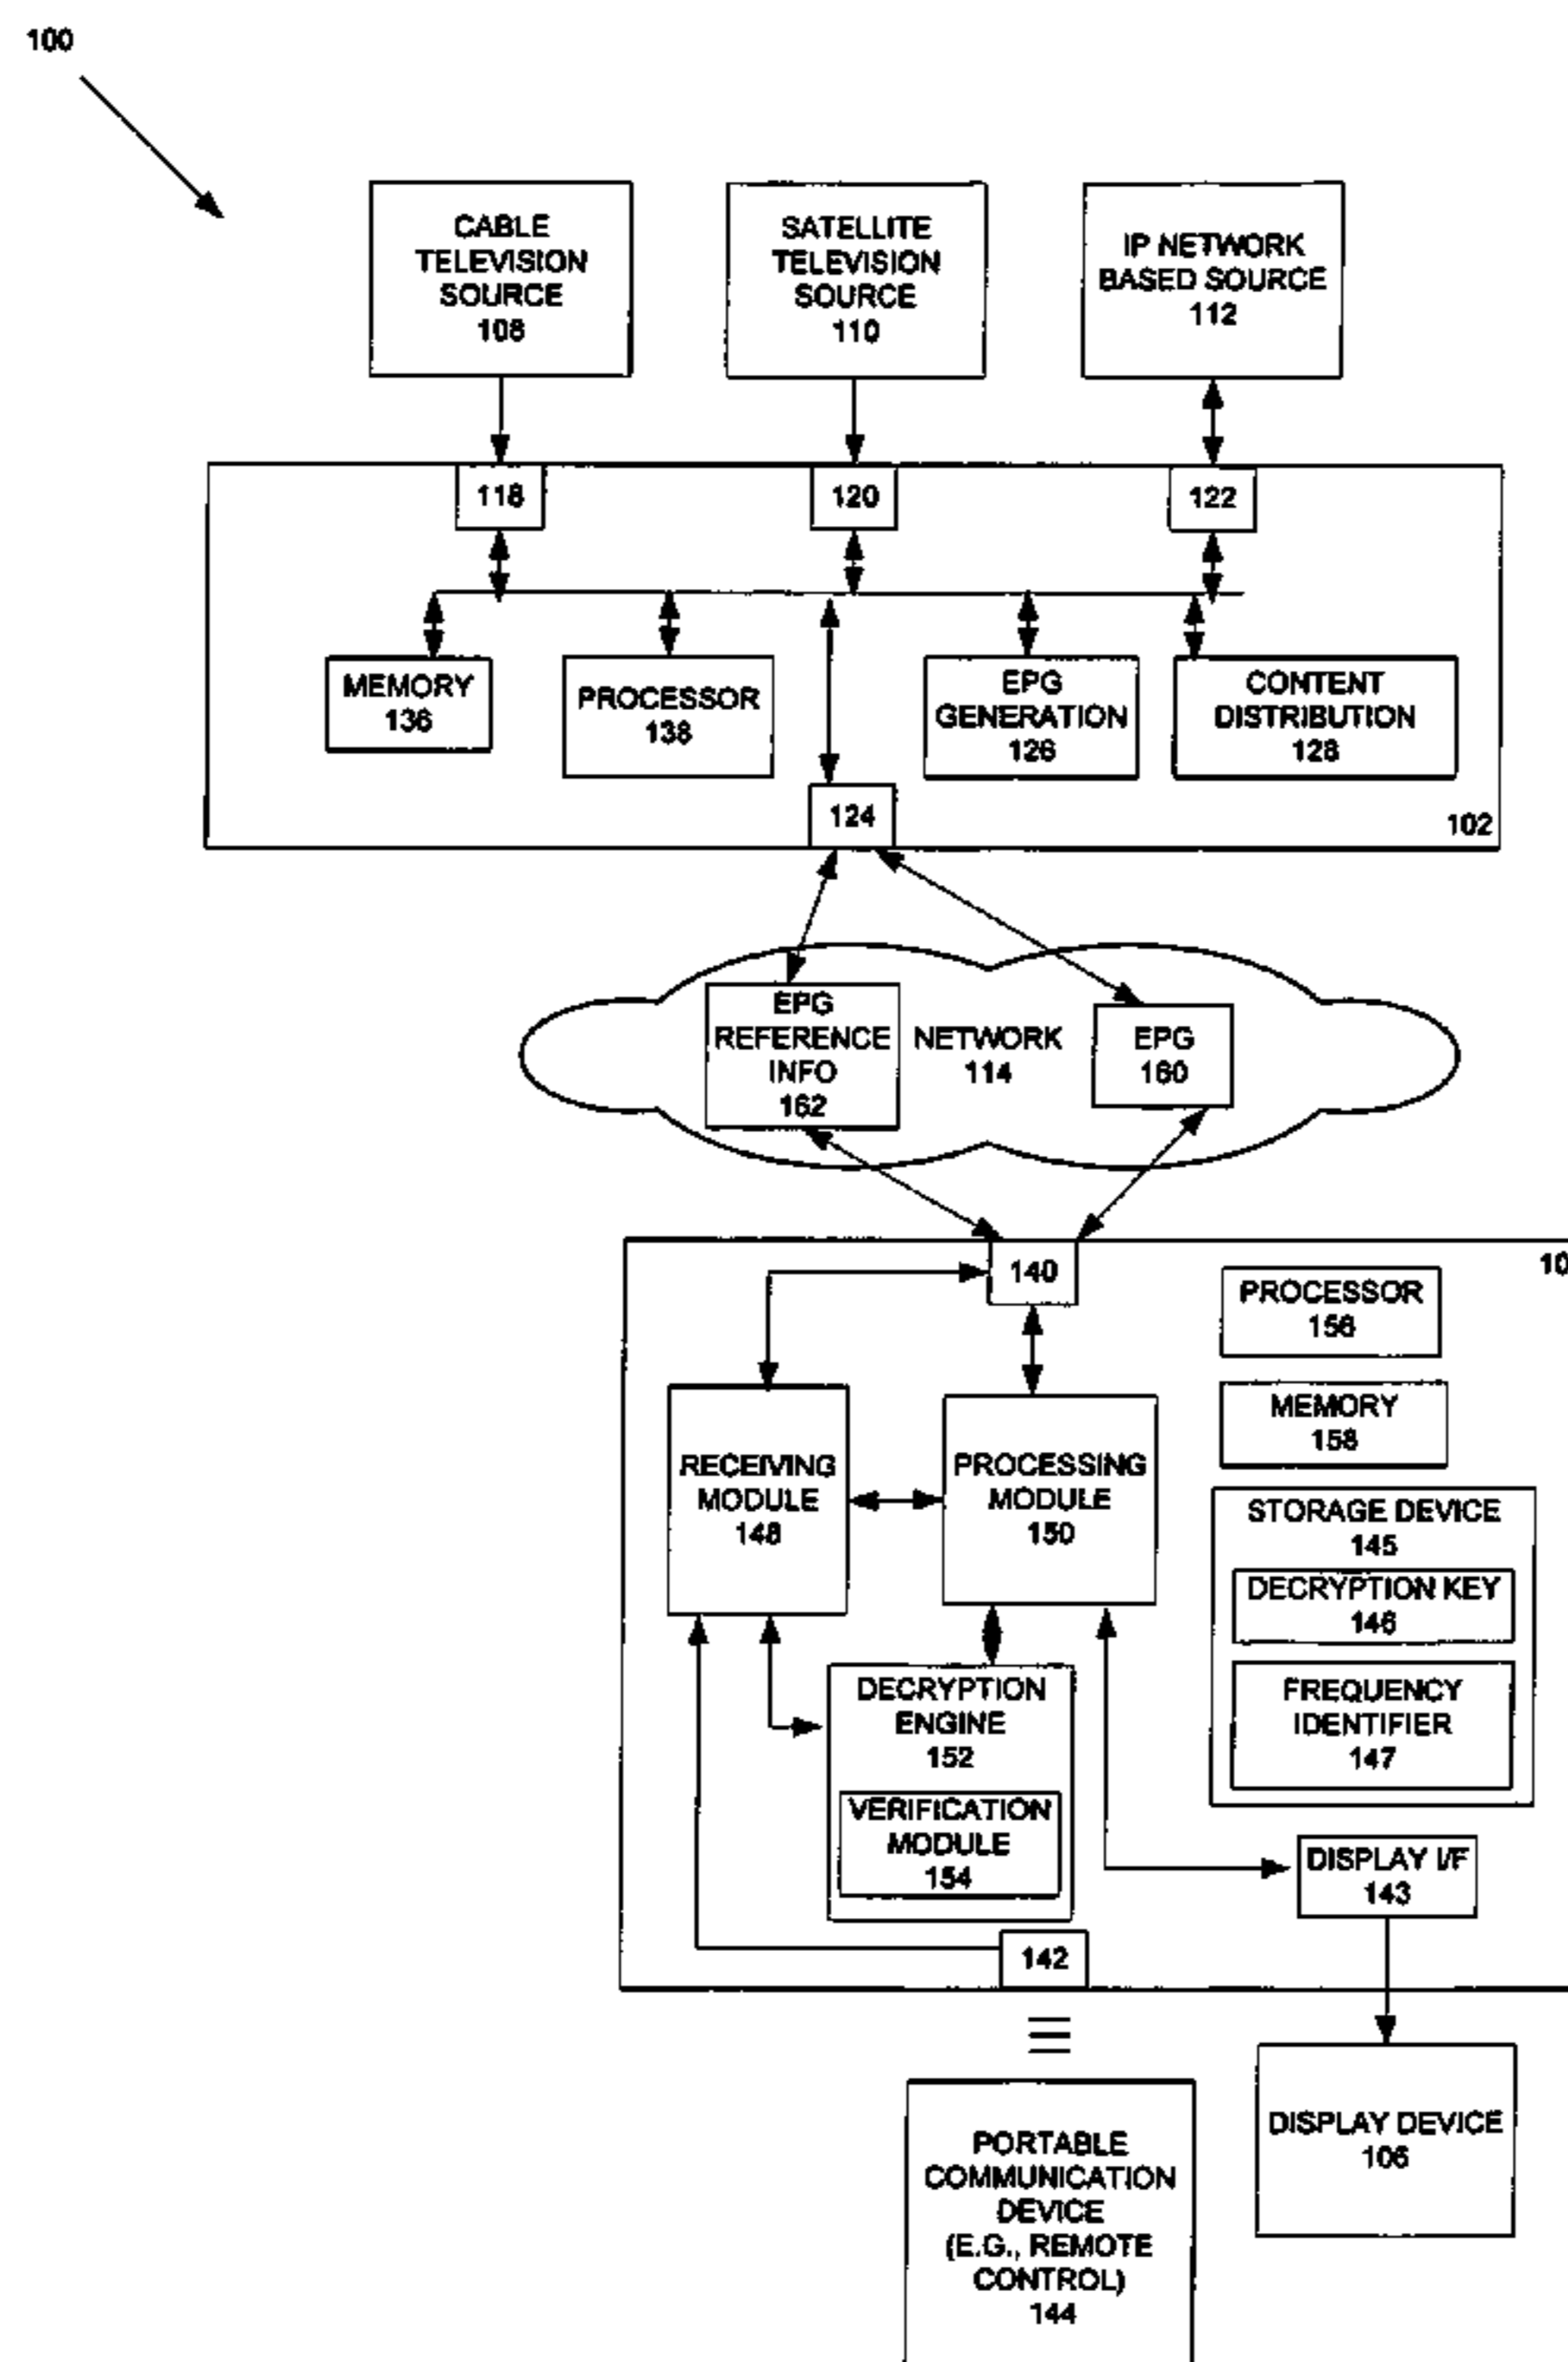 100
CABLE
TELEVISION
SOURCE
108
SATELLITE
TELEVISION
SOURCE
110
IP NETWORK
BASED SOURCE
112
118
120
122
MEMORY
136
PROCESSOR
138
EPG
GENERATION
126
CONTENT
DISTRIBUTION
128
124
102
EPG
REFERENCE
INFO
162
NETWORK
114
EPG
160
140
10
PROCESSOR
156
MEMORY
158
RECEIVING
MODULE
148
PROCESSING
MODULE
150
STORAGE DEVICE
145
DECRYPTION KEY
146
FREQUENCY
IDENTIFIER
147
DECRYPTION
ENGINE
152
VERIFICATION
MODULE
154
DISPLAY I/F
143
142
DISPLAY DEVICE
106
PORTABLE
COMMUNICATION
DEVICE
(E.G., REMOTE
CONTROL)
144